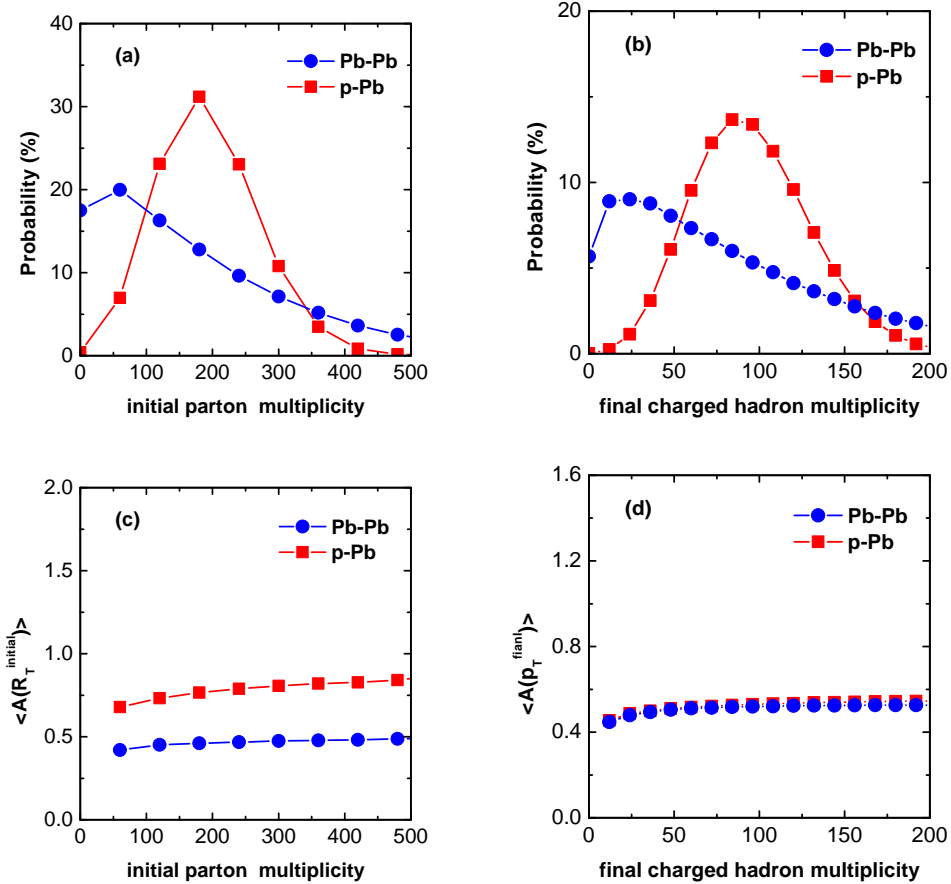 (a)
Pb-Pb
p-Pb
Probability (%)
40
30
20
10
0
0 100 200 300 400 500
initial parton multiplicity
(b)
Pb-Pb
p-Pb
Probability (%)
20
10
0
0 50 100 150 200
final charged hadron multiplicity
(c)
Pb-Pb
p-Pb
<A(R_T^initial)>
2.0
1.5
1.0
0.5
0.0
0 100 200 300 400 500
initial parton multiplicity
(d)
Pb-Pb
p-Pb
<A(p_T^fianl)>
1.6
1.2
0.8
0.4
0.0
0 50 100 150 200
final charged hadron multiplicity